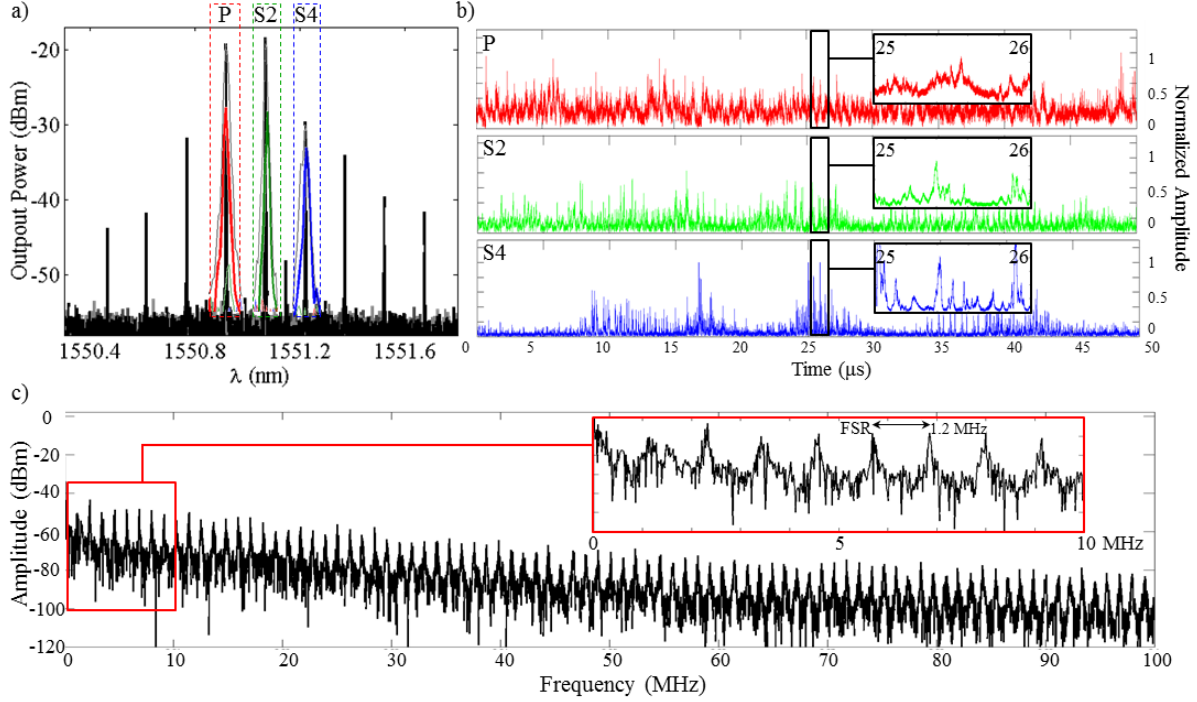 a)
P S2 S4
-20
-30
-40
-50
Outpout Power (dBm)
1550.4 1550.8 1551.2 1551.6
λ (nm)
b)
P
25 26
1
0.5
0
S2
25 26
1
0.5
0
S4
25 26
1
0.5
0
Normalized Amplitude
0 5 10 15 20 25 30 35 40 45 50
Time (µs)
c)
0
-20
-40
-60
-80
-100
-120
Amplitude (dBm)
FSR 1.2 MHz
0 5 10 MHz
0 10 20 30 40 50 60 70 80 90 100
Frequency (MHz)